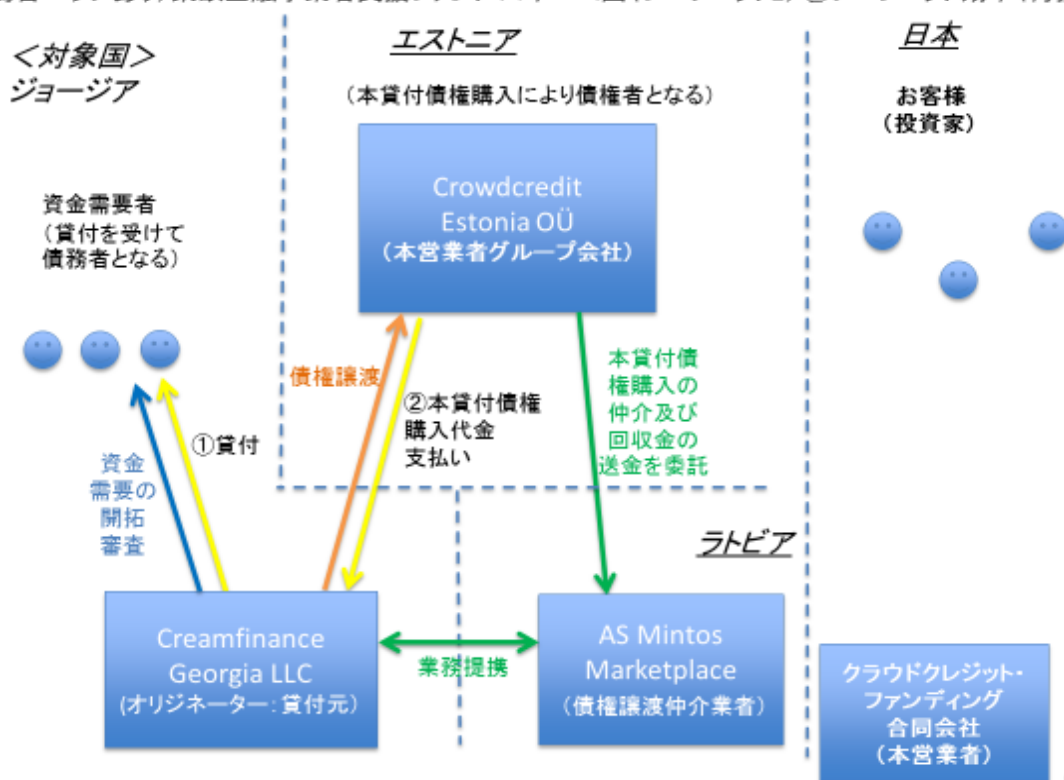 ＜対象国＞
ジョージア
資金需要者
（貸付を受けて
債務者となる）
①貸付
資金
需要の
開拓
審査
Creamfinance
Georgia LLC
(オリジネーター：貸付元)
エストニア
（本貸付債権購入により債権者となる）
Crowdcredit
Estonia OÜ
（本営業者グループ会社）
債権譲渡
②本貸付債権
購入代金
支払い
本貸付債
権購入の
仲介及び
回収金の
送金を委託
業務提携
ラトビア
AS Mintos
Marketplace
（債権譲渡仲介業者）
日本
お客様
（投資家）
クラウドクレジット・
ファンディング
合同会社
（本営業者）